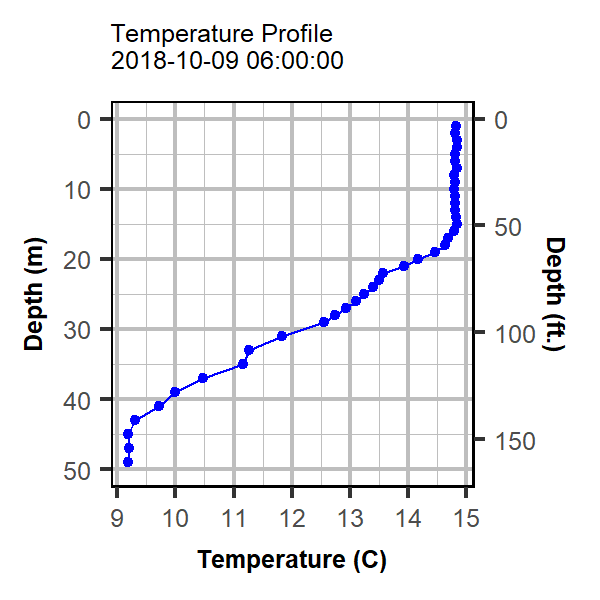 Temperature Profile
2018-10-09 06:00:00
0
10
20
30
40
50
Depth (m)
0
50
100
150
Depth (ft.)
9 10 11 12 13 14 15
Temperature (C)